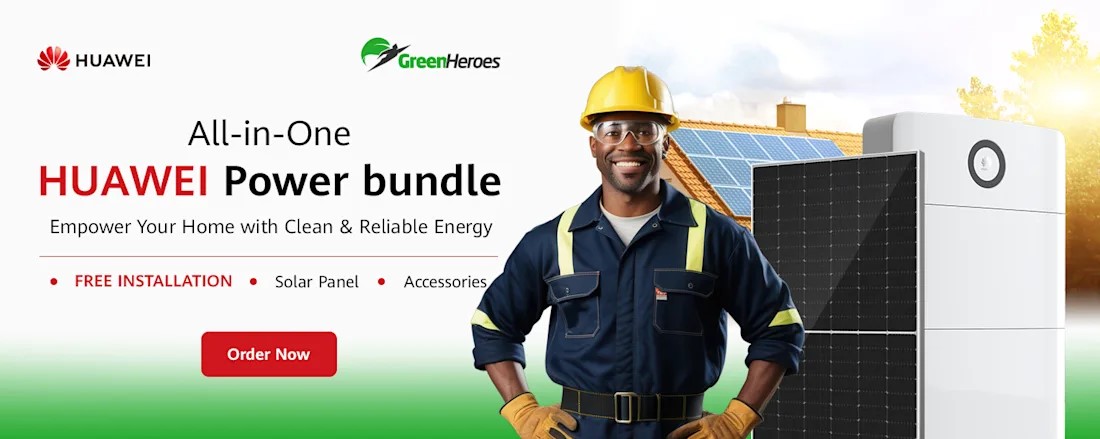 HUAWEI
GreenHeroes
All-in-One
HUAWEI Power bundle
Empower Your Home with Clean & Reliable Energy
• FREE INSTALLATION • Solar Panel • Accessories
Order Now